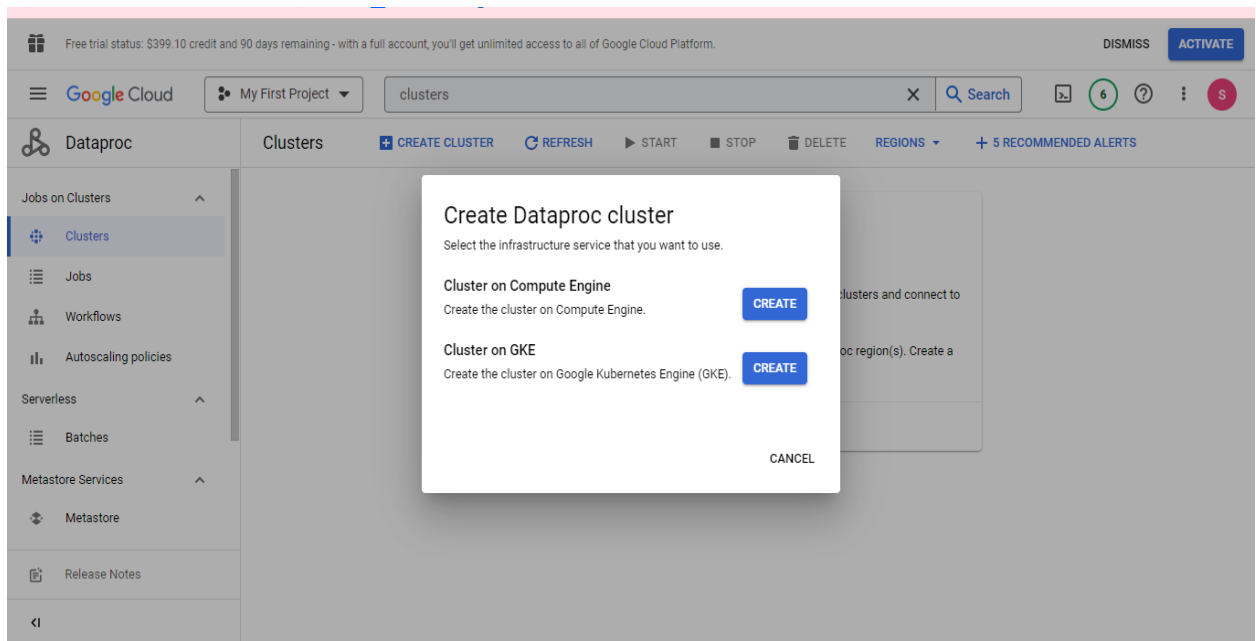 Free trial status: $399.10 credit and 90 days remaining - with a full account, you'll get unlimited access to all of Google Cloud Platform.
DISMISS
ACTIVATE
Google Cloud
My First Project
clusters
Search
6
S
Dataproc
Clusters
CREATE CLUSTER
REFRESH
START
STOP
DELETE
REGIONS
5 RECOMMENDED ALERTS
Jobs on Clusters
Clusters
Jobs
Workflows
Autoscaling policies
Serverless
Batches
Metastore Services
Metastore
Release Notes
Create Dataproc cluster
Select the infrastructure service that you want to use.
Cluster on Compute Engine
Create the cluster on Compute Engine.
CREATE
Cluster on GKE
Create the cluster on Google Kubernetes Engine (GKE).
CREATE
CANCEL
clusters and connect to
region(s). Create a